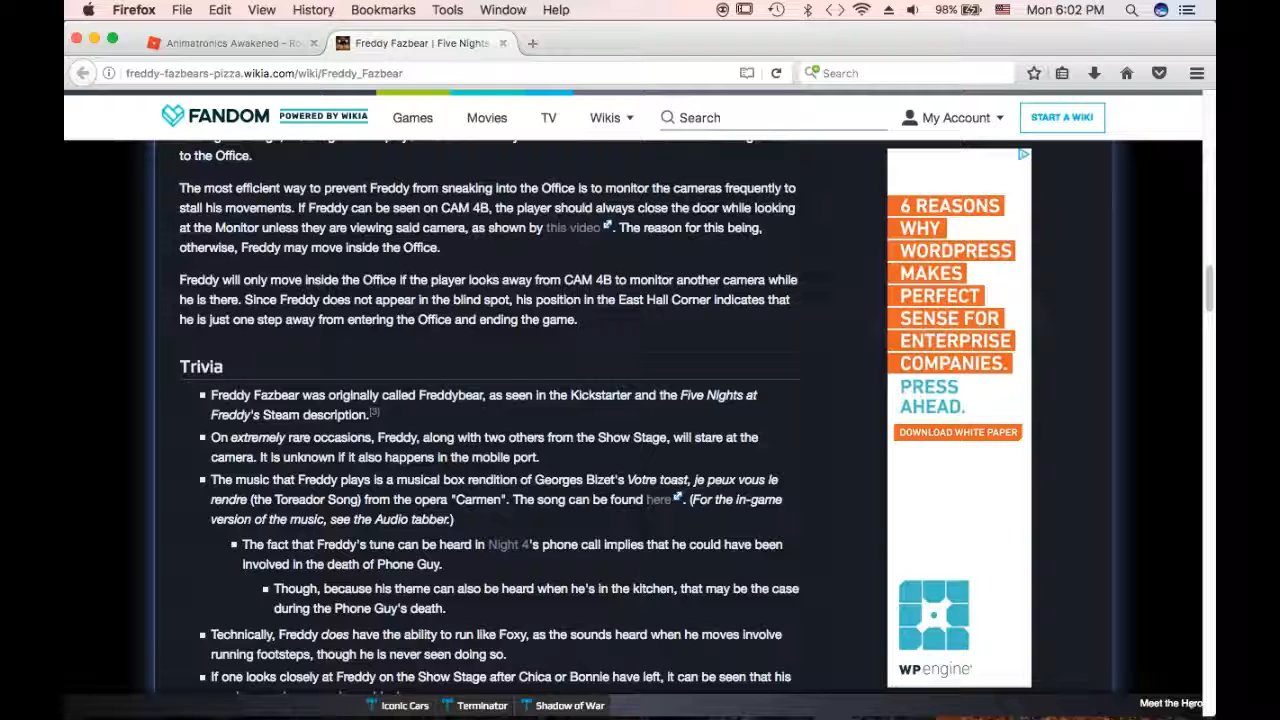 Firefox File Edit View History Bookmarks Tools Window Help 98% Mon 6:02 PM
Animatronics Awakened – Ro
Freddy Fazbear | Five Nights
freddy-fazbears-pizza.wikia.com/wiki/Freddy_Fazbear
Search
FANDOM POWERED BY WIKIA Games Movies TV Wikis Search My Account START A WIKI
to the Office.
The most efficient way to prevent Freddy from sneaking into the Office is to monitor the cameras frequently to
stall his movements. If Freddy can be seen on CAM 4B, the player should always close the door while looking
at the Monitor unless they are viewing said camera, as shown by this video. The reason for this being,
otherwise, Freddy may move inside the Office.
Freddy will only move inside the Office if the player looks away from CAM 4B to monitor another camera while
he is there. Since Freddy does not appear in the blind spot, his position in the East Hall Corner indicates that
he is just one step away from entering the Office and ending the game.
Trivia
Freddy Fazbear was originally called Freddybear, as seen in the Kickstarter and the Five Nights at
Freddy's Steam description.[3]
On extremely rare occasions, Freddy, along with two others from the Show Stage, will stare at the
camera. It is unknown if it also happens in the mobile port.
The music that Freddy plays is a musical box rendition of Georges Bizet's Votre toast, je peux vous le
rendre (the Toreador Song) from the opera "Carmen". The song can be found here. (For the in-game
version of the music, see the Audio tabber.)
The fact that Freddy's tune can be heard in Night 4's phone call implies that he could have been
involved in the death of Phone Guy.
Though, because his theme can also be heard when he's in the kitchen, that may be the case
during the Phone Guy's death.
Technically, Freddy does have the ability to run like Foxy, as the sounds heard when he moves involve
running footsteps, though he is never seen doing so.
If one looks closely at Freddy on the Show Stage after Chica or Bonnie have left, it can be seen that his
6 REASONS
WHY
WORDPRESS
MAKES
PERFECT
SENSE FOR
ENTERPRISE
COMPANIES.
PRESS
AHEAD.
DOWNLOAD WHITE PAPER
WPengine
Iconic Cars Terminator Shadow of War Meet the Hero